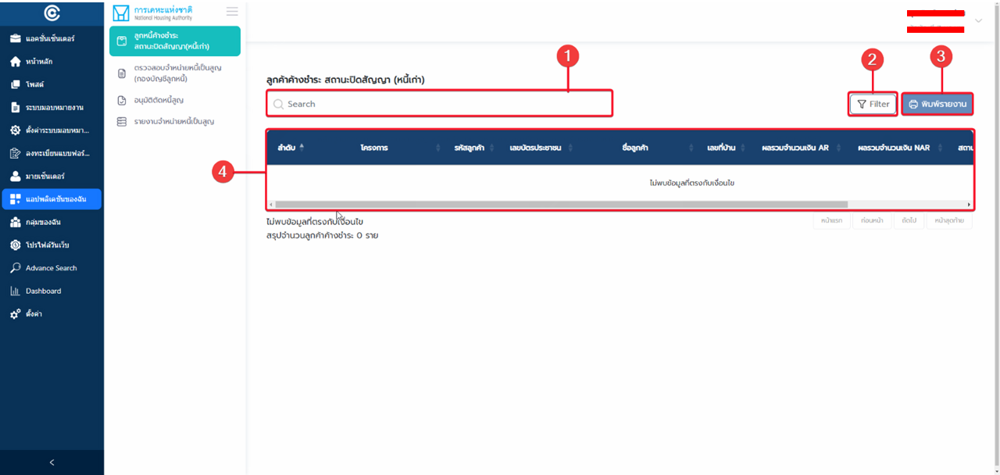 แอคชั่นเซ็นเตอร์
หน้าหลัก
โพสต์
ระบบมอบหมายงาน
ตั้งค่าระบบมอบหมา...
ลงทะเบียนแบบฟอร์...
มายเซ็นเตอร์
แอปพลิเคชันของฉัน
กลุ่มของฉัน
โปรไฟล์วันเว็บ
Advance Search
Dashboard
ตั้งค่า
การเคหะแห่งชาติ
National Housing Authority
ลูกหนี้ค้างชำระ
สถานะปิดสัญญา(หนี้เก่า)
ตรวจสอบจำหน่ายหนี้เป็นสูญ
(กองบัญชีลูกหนี้)
อนุมัติตัดหนี้สูญ
รายงานจำหน่ายหนี้เป็นสูญ
1
2
3
ลูกค้าค้างชำระ สถานะปิดสัญญา (หนี้เก่า)
Search
Filter
พิมพ์รายงาน
4
ลำดับ โครงการ รหัสลูกค้า เลขบัตรประชาชน ชื่อลูกค้า เลขที่บ้าน ผลรวมจำนวนเงิน AR ผลรวมจำนวนเงิน NAR สถาน
ไม่พบข้อมูลที่ตรงกับเงื่อนไข
ไม่พบข้อมูลที่ตรงกับเงื่อนไข
หน้าแรก ก่อนหน้า ถัดไป หน้าสุดท้าย
สรุปจำนวนลูกค้าค้างชำระ 0 ราย